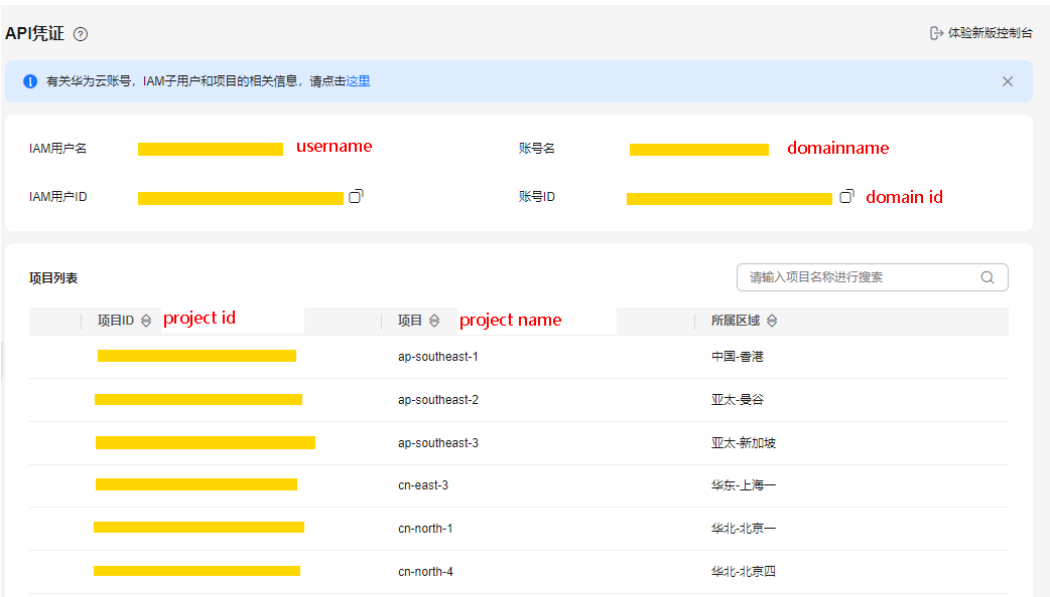 API凭证 ?
体验新版控制台
有关华为云账号，IAM子用户和项目的相关信息，请点击这里
IAM用户名 username 账号名 domainname
IAM用户ID 账号ID domain id
项目列表
请输入项目名称进行搜索
项目ID project id 项目 project name 所属区域
ap-southeast-1 中国-香港
ap-southeast-2 亚太-曼谷
ap-southeast-3 亚太-新加坡
cn-east-3 华东-上海一
cn-north-1 华北-北京一
cn-north-4 华北-北京四